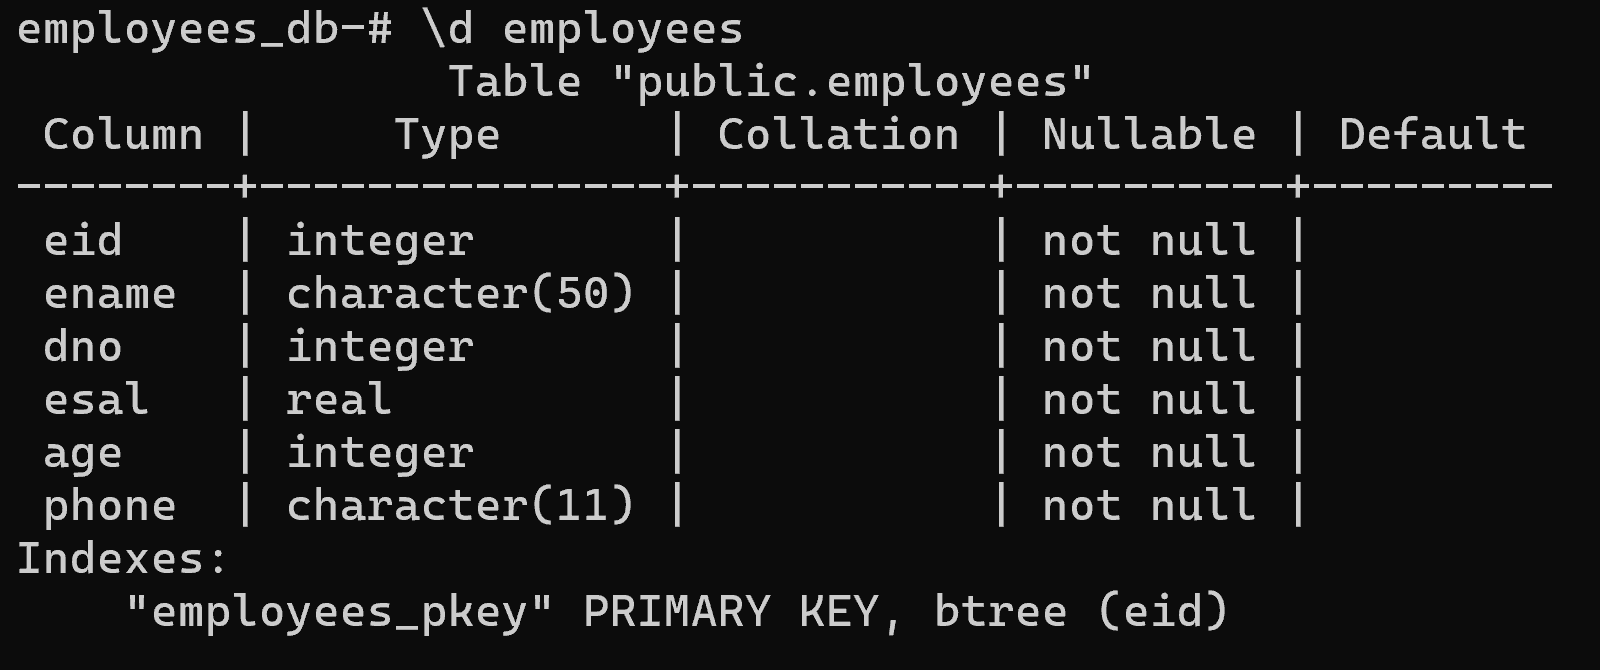 employees_db-# \d employees
                Table "public.employees"
 Column |     Type      | Collation | Nullable | Default
--------+---------------+-----------+----------+---------
 eid    | integer       |           | not null |
 ename  | character(50) |           | not null |
 dno    | integer       |           | not null |
 esal   | real          |           | not null |
 age    | integer       |           | not null |
 phone  | character(11) |           | not null |
Indexes:
    "employees_pkey" PRIMARY KEY, btree (eid)